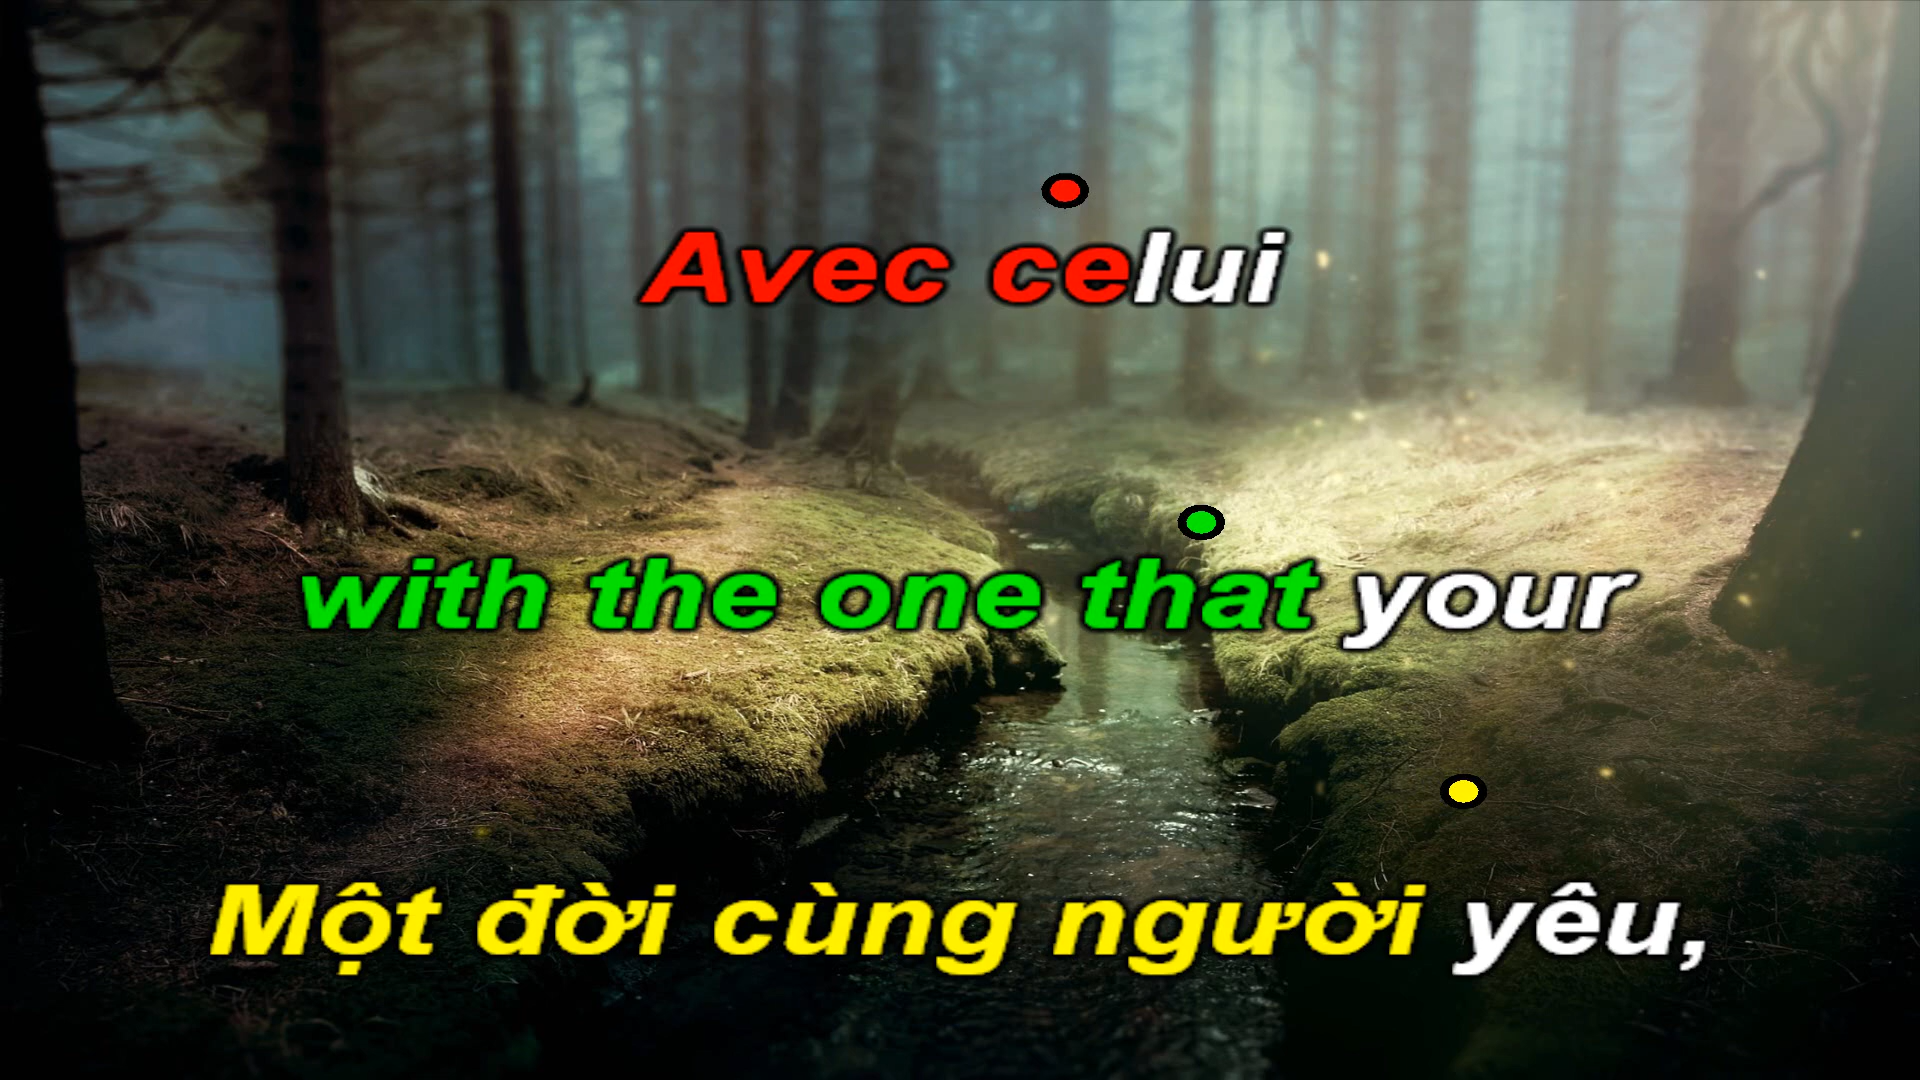 Avec celui
with the one that your
Một đời cùng người yêu,